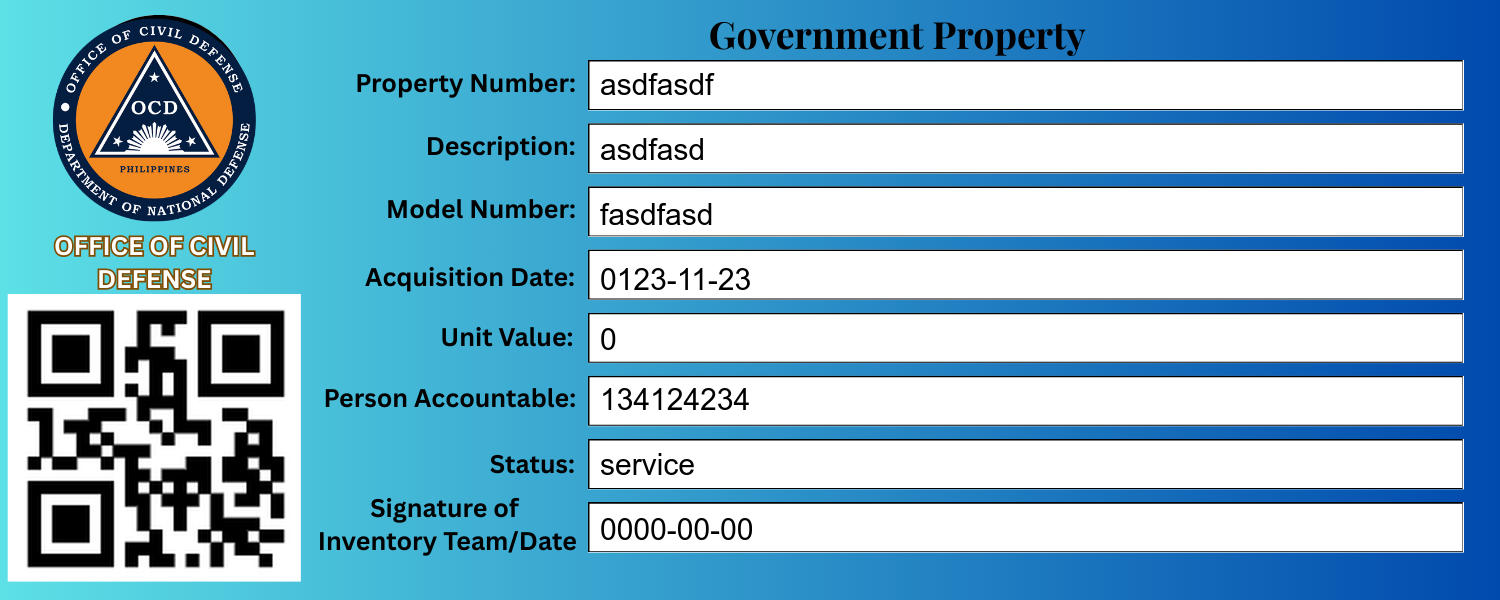 OFFICE OF CIVIL DEFENSE
OCD
PHILIPPINES
DEPARTMENT OF NATIONAL DEFENSE
OFFICE OF CIVIL
DEFENSE
Government Property
Property Number: asdfasdf
Description: asdfasd
Model Number: fasdfasd
Acquisition Date: 0123-11-23
Unit Value: 0
Person Accountable: 134124234
Status: service
Signature of
Inventory Team/Date 0000-00-00